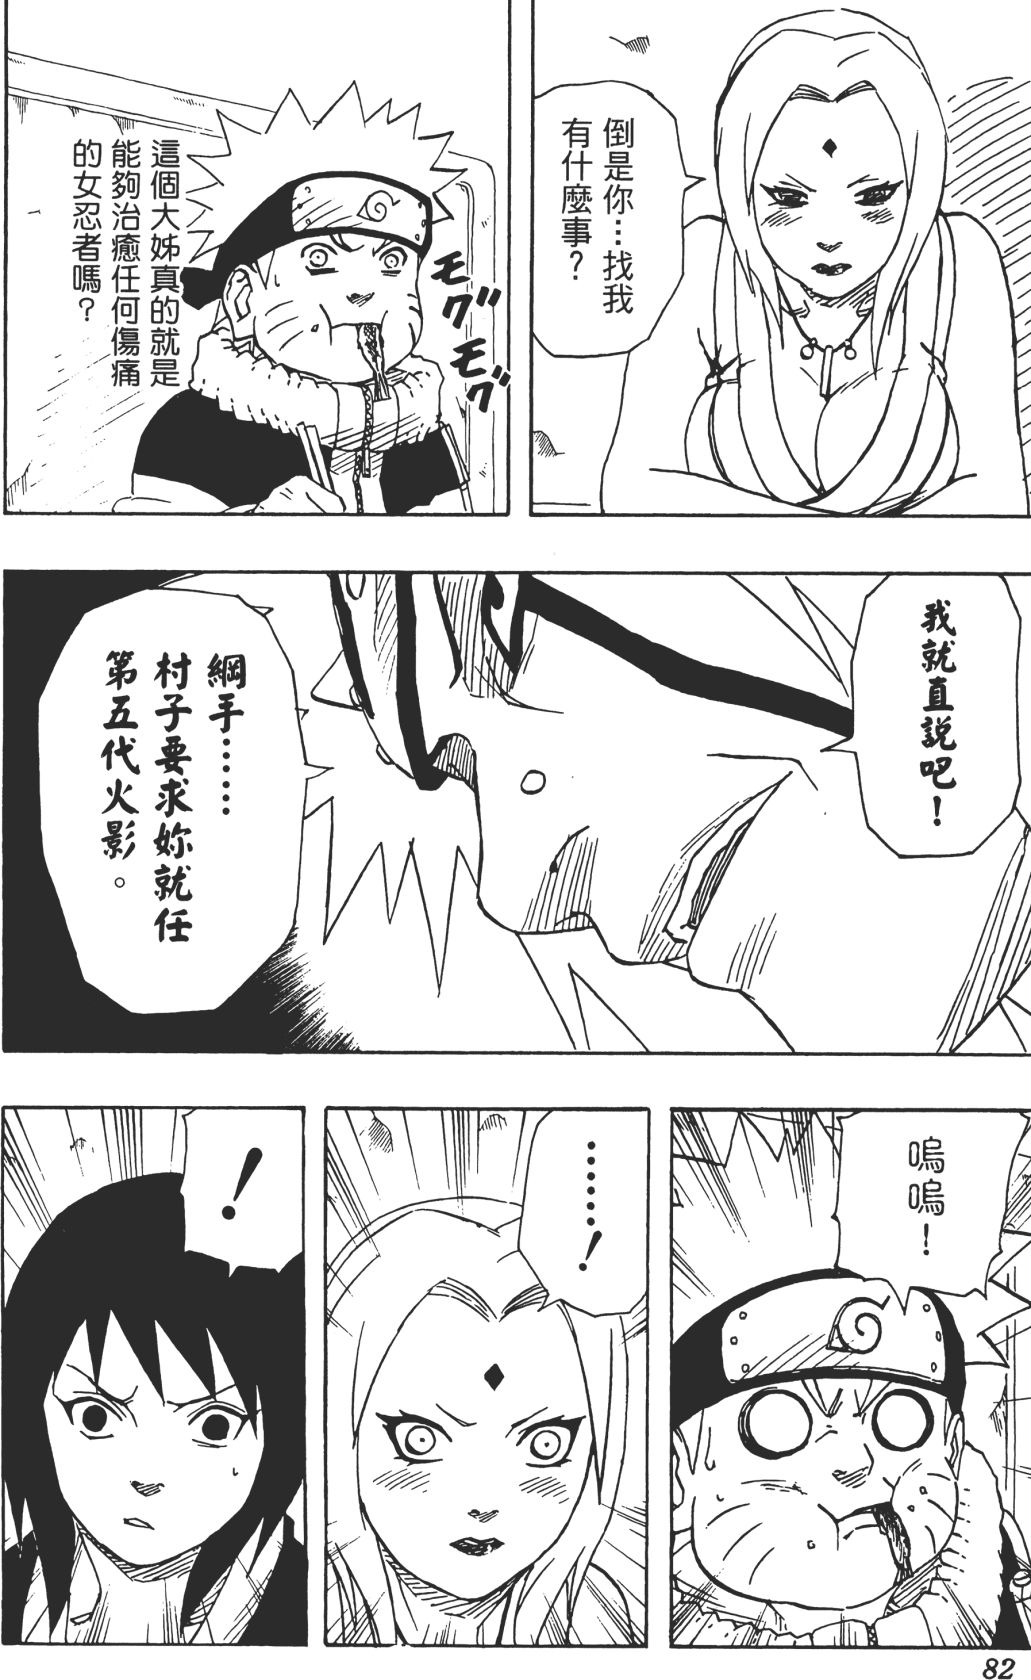 倒是你…找我
有什麼事？
這個大姊真的就是
能夠治癒任何傷痛
的女忍者嗎？
モグ゙
モグ゙
我就直說吧！
綱手……
村子要求妳就任
第五代火影。
嗚嗚！
……！
！
82